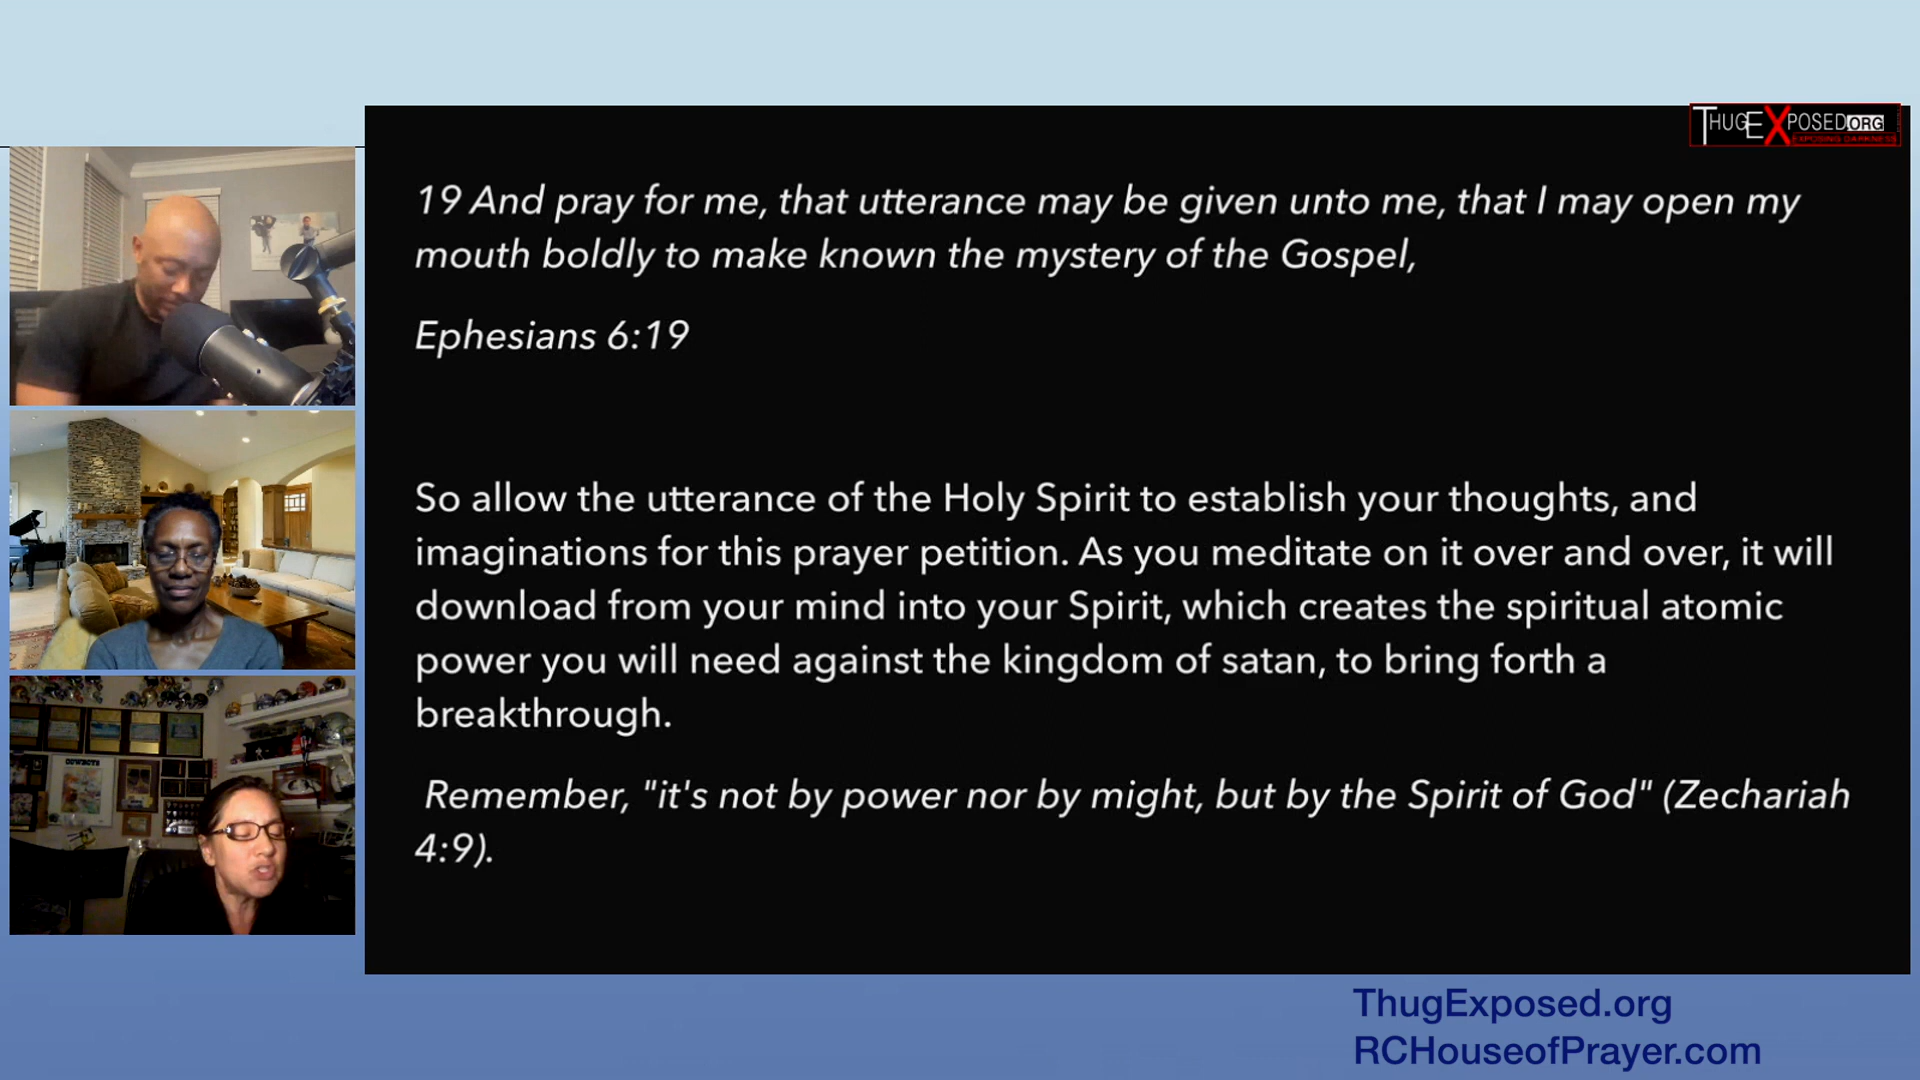 THUGEXPOSED.ORG
EXPOSING DARKNESS
19 And pray for me, that utterance may be given unto me, that I may open my
mouth boldly to make known the mystery of the Gospel,
Ephesians 6:19
So allow the utterance of the Holy Spirit to establish your thoughts, and
imaginations for this prayer petition. As you meditate on it over and over, it will
download from your mind into your Spirit, which creates the spiritual atomic
power you will need against the kingdom of satan, to bring forth a
breakthrough.
Remember, "it's not by power nor by might, but by the Spirit of God" (Zechariah
4:9).
COWBOYS
ThugExposed.org
RCHouseofPrayer.com